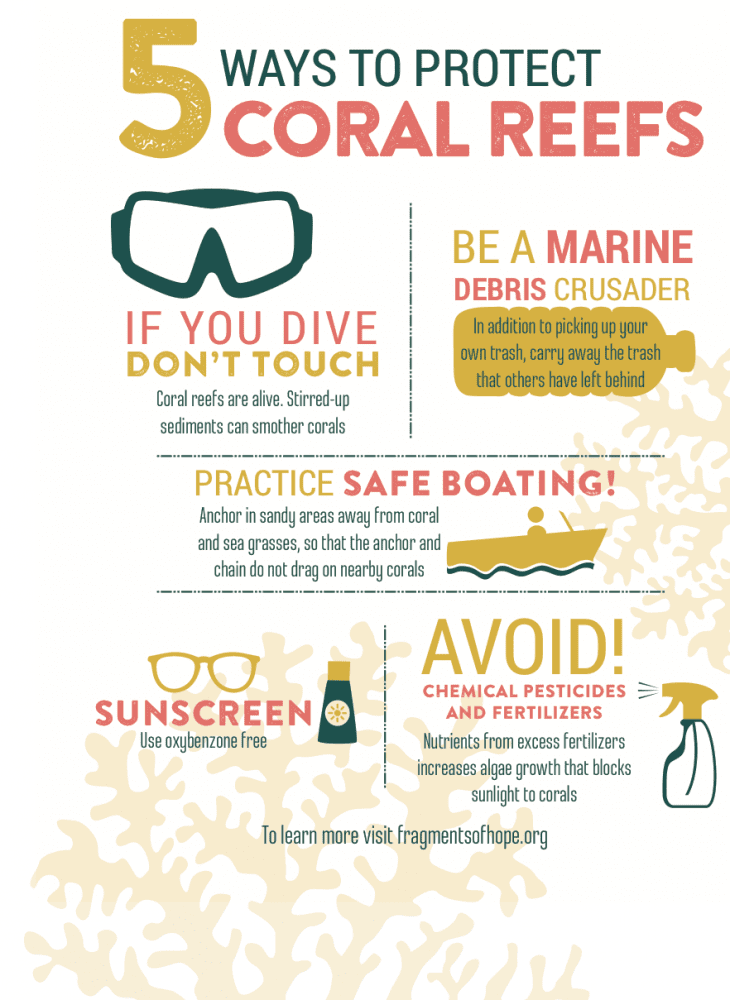 5 WAYS TO PROTECT
CORAL REEFS
IF YOU DIVE
DON'T TOUCH
Coral reefs are alive. Stirred-up
sediments can smother corals
BE A MARINE
DEBRIS CRUSADER
In addition to picking up your
own trash, carry away the trash
that others have left behind
PRACTICE SAFE BOATING!
Anchor in sandy areas away from coral
and sea grasses, so that the anchor and
chain do not drag on nearby corals
SUNSCREEN
Use oxybenzone free
AVOID!
CHEMICAL PESTICIDES
AND FERTILIZERS
Nutrients from excess fertilizers
increases algae growth that blocks
sunlight to corals
To learn more visit fragmentsofhope.org